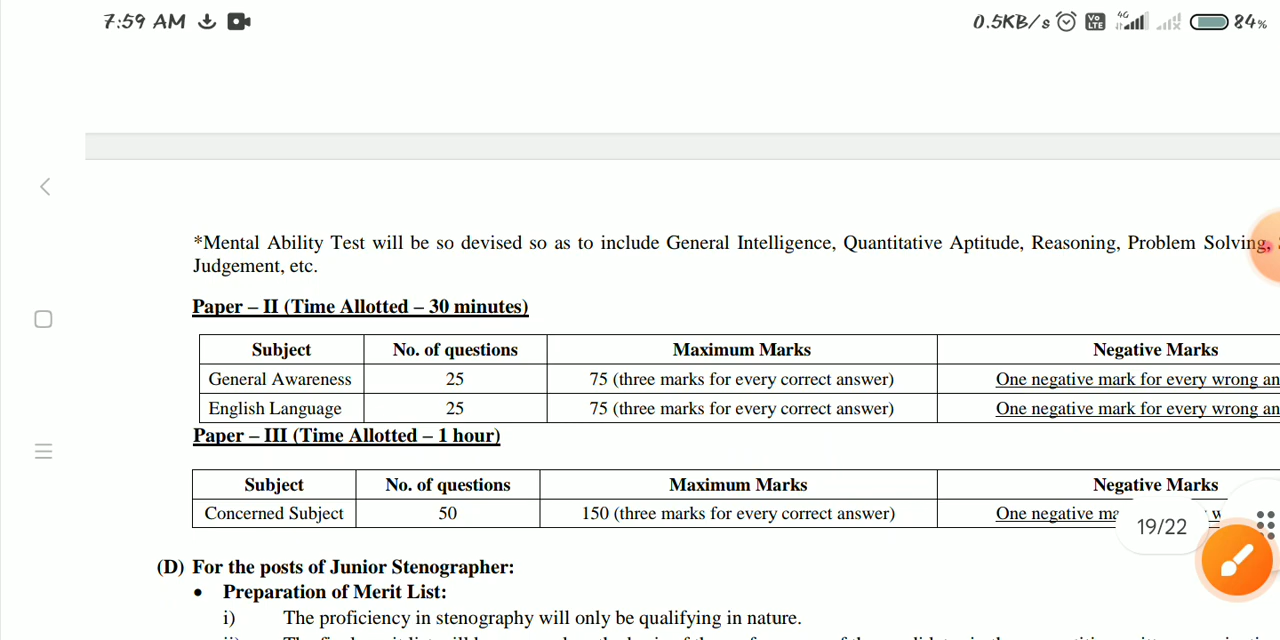 7:59 AM
0.5KB/s Vo LTE 4G 84%
*Mental Ability Test will be so devised so as to include General Intelligence, Quantitative Aptitude, Reasoning, Problem Solving,
Judgement, etc.
Paper – II (Time Allotted – 30 minutes)
Subject No. of questions Maximum Marks Negative Marks
General Awareness 25 75 (three marks for every correct answer) One negative mark for every wrong an
English Language 25 75 (three marks for every correct answer) One negative mark for every wrong an
Paper – III (Time Allotted – 1 hour)
Subject No. of questions Maximum Marks Negative Marks
Concerned Subject 50 150 (three marks for every correct answer) One negative ma w
19/22
(D) For the posts of Junior Stenographer:
• Preparation of Merit List:
i) The proficiency in stenography will only be qualifying in nature.